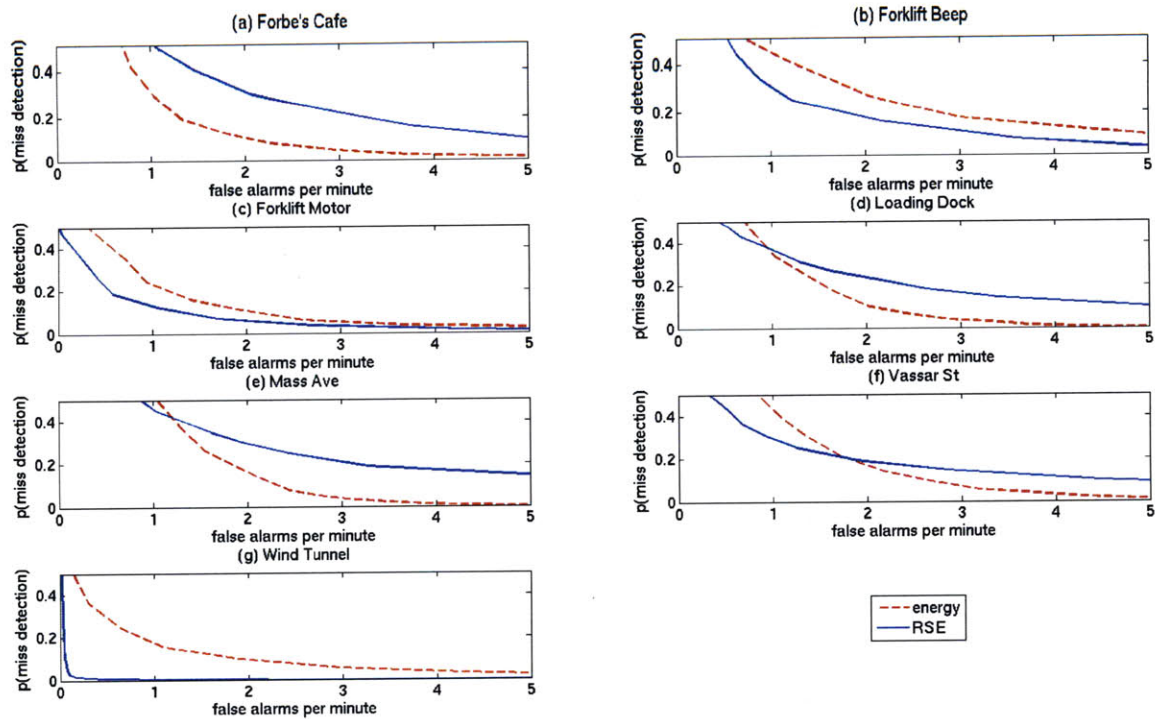 (a) Forbe's Cafe
p(miss detection)
0.4
0.2
0
0 1 2 3 4 5
false alarms per minute
(b) Forklift Beep
p(miss detection)
0.4
0.2
0
0 1 2 3 4 5
false alarms per minute
(c) Forklift Motor
p(miss detection)
0.4
0.2
0
0 1 2 3 4 5
false alarms per minute
(d) Loading Dock
p(miss detection)
0.4
0.2
0
0 1 2 3 4 5
false alarms per minute
(e) Mass Ave
p(miss detection)
0.4
0.2
0
0 1 2 3 4 5
false alarms per minute
(f) Vassar St
p(miss detection)
0.4
0.2
0
0 1 2 3 4 5
false alarms per minute
(g) Wind Tunnel
p(miss detection)
0.4
0.2
0
0 1 2 3 4 5
false alarms per minute
energy
RSE